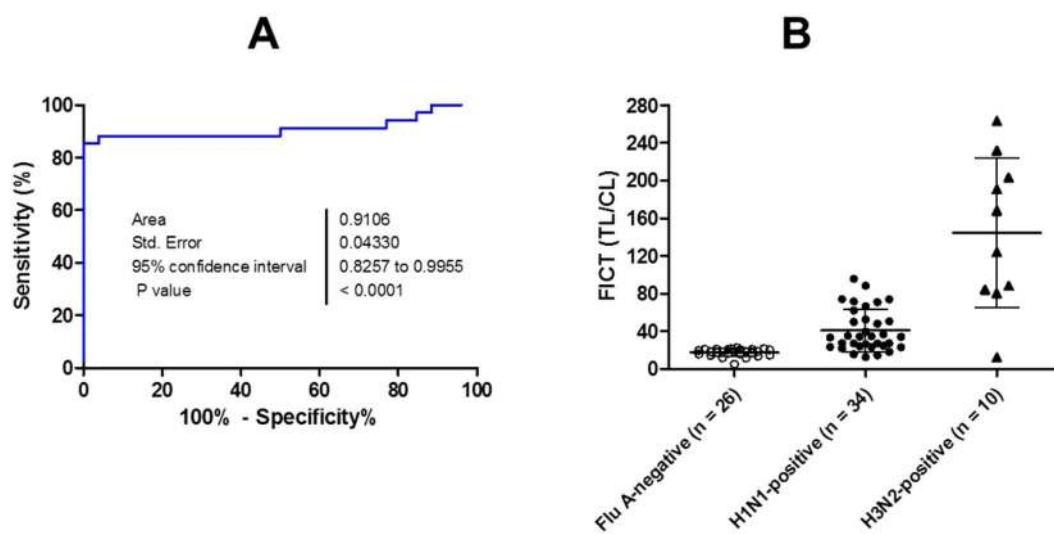 A
Sensitivity (%)
100
80
60
40
20
0
Area 0.9106
Std. Error 0.04330
95% confidence interval 0.8257 to 0.9955
P value < 0.0001
0 20 40 60 80 100
100% - Specificity%
B
FICT (TL/CL)
280
240
200
160
120
80
40
0
Flu A-negative (n = 26)
H1N1-positive (n = 34)
H3N2-positive (n = 10)